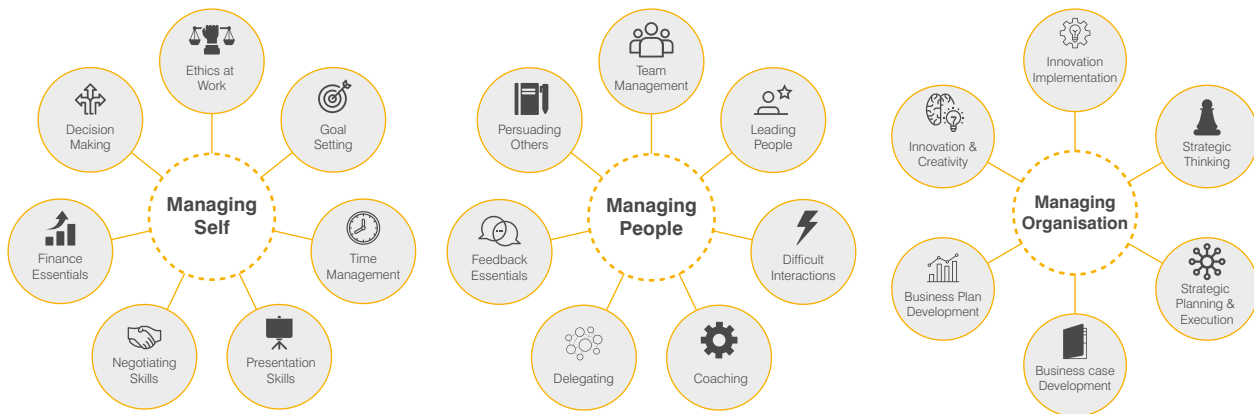 Managing
Self
Ethics at
Work
Goal
Setting
Time
Management
Presentation
Skills
Negotiating
Skills
Finance
Essentials
Decision
Making
Managing
People
Team
Management
Leading
People
Difficult
Interactions
Coaching
Delegating
Feedback
Essentials
Persuading
Others
Managing
Organisation
Innovation
Implementation
Strategic
Thinking
Strategic
Planning &
Execution
Business case
Development
Business Plan
Development
Innovation &
Creativity